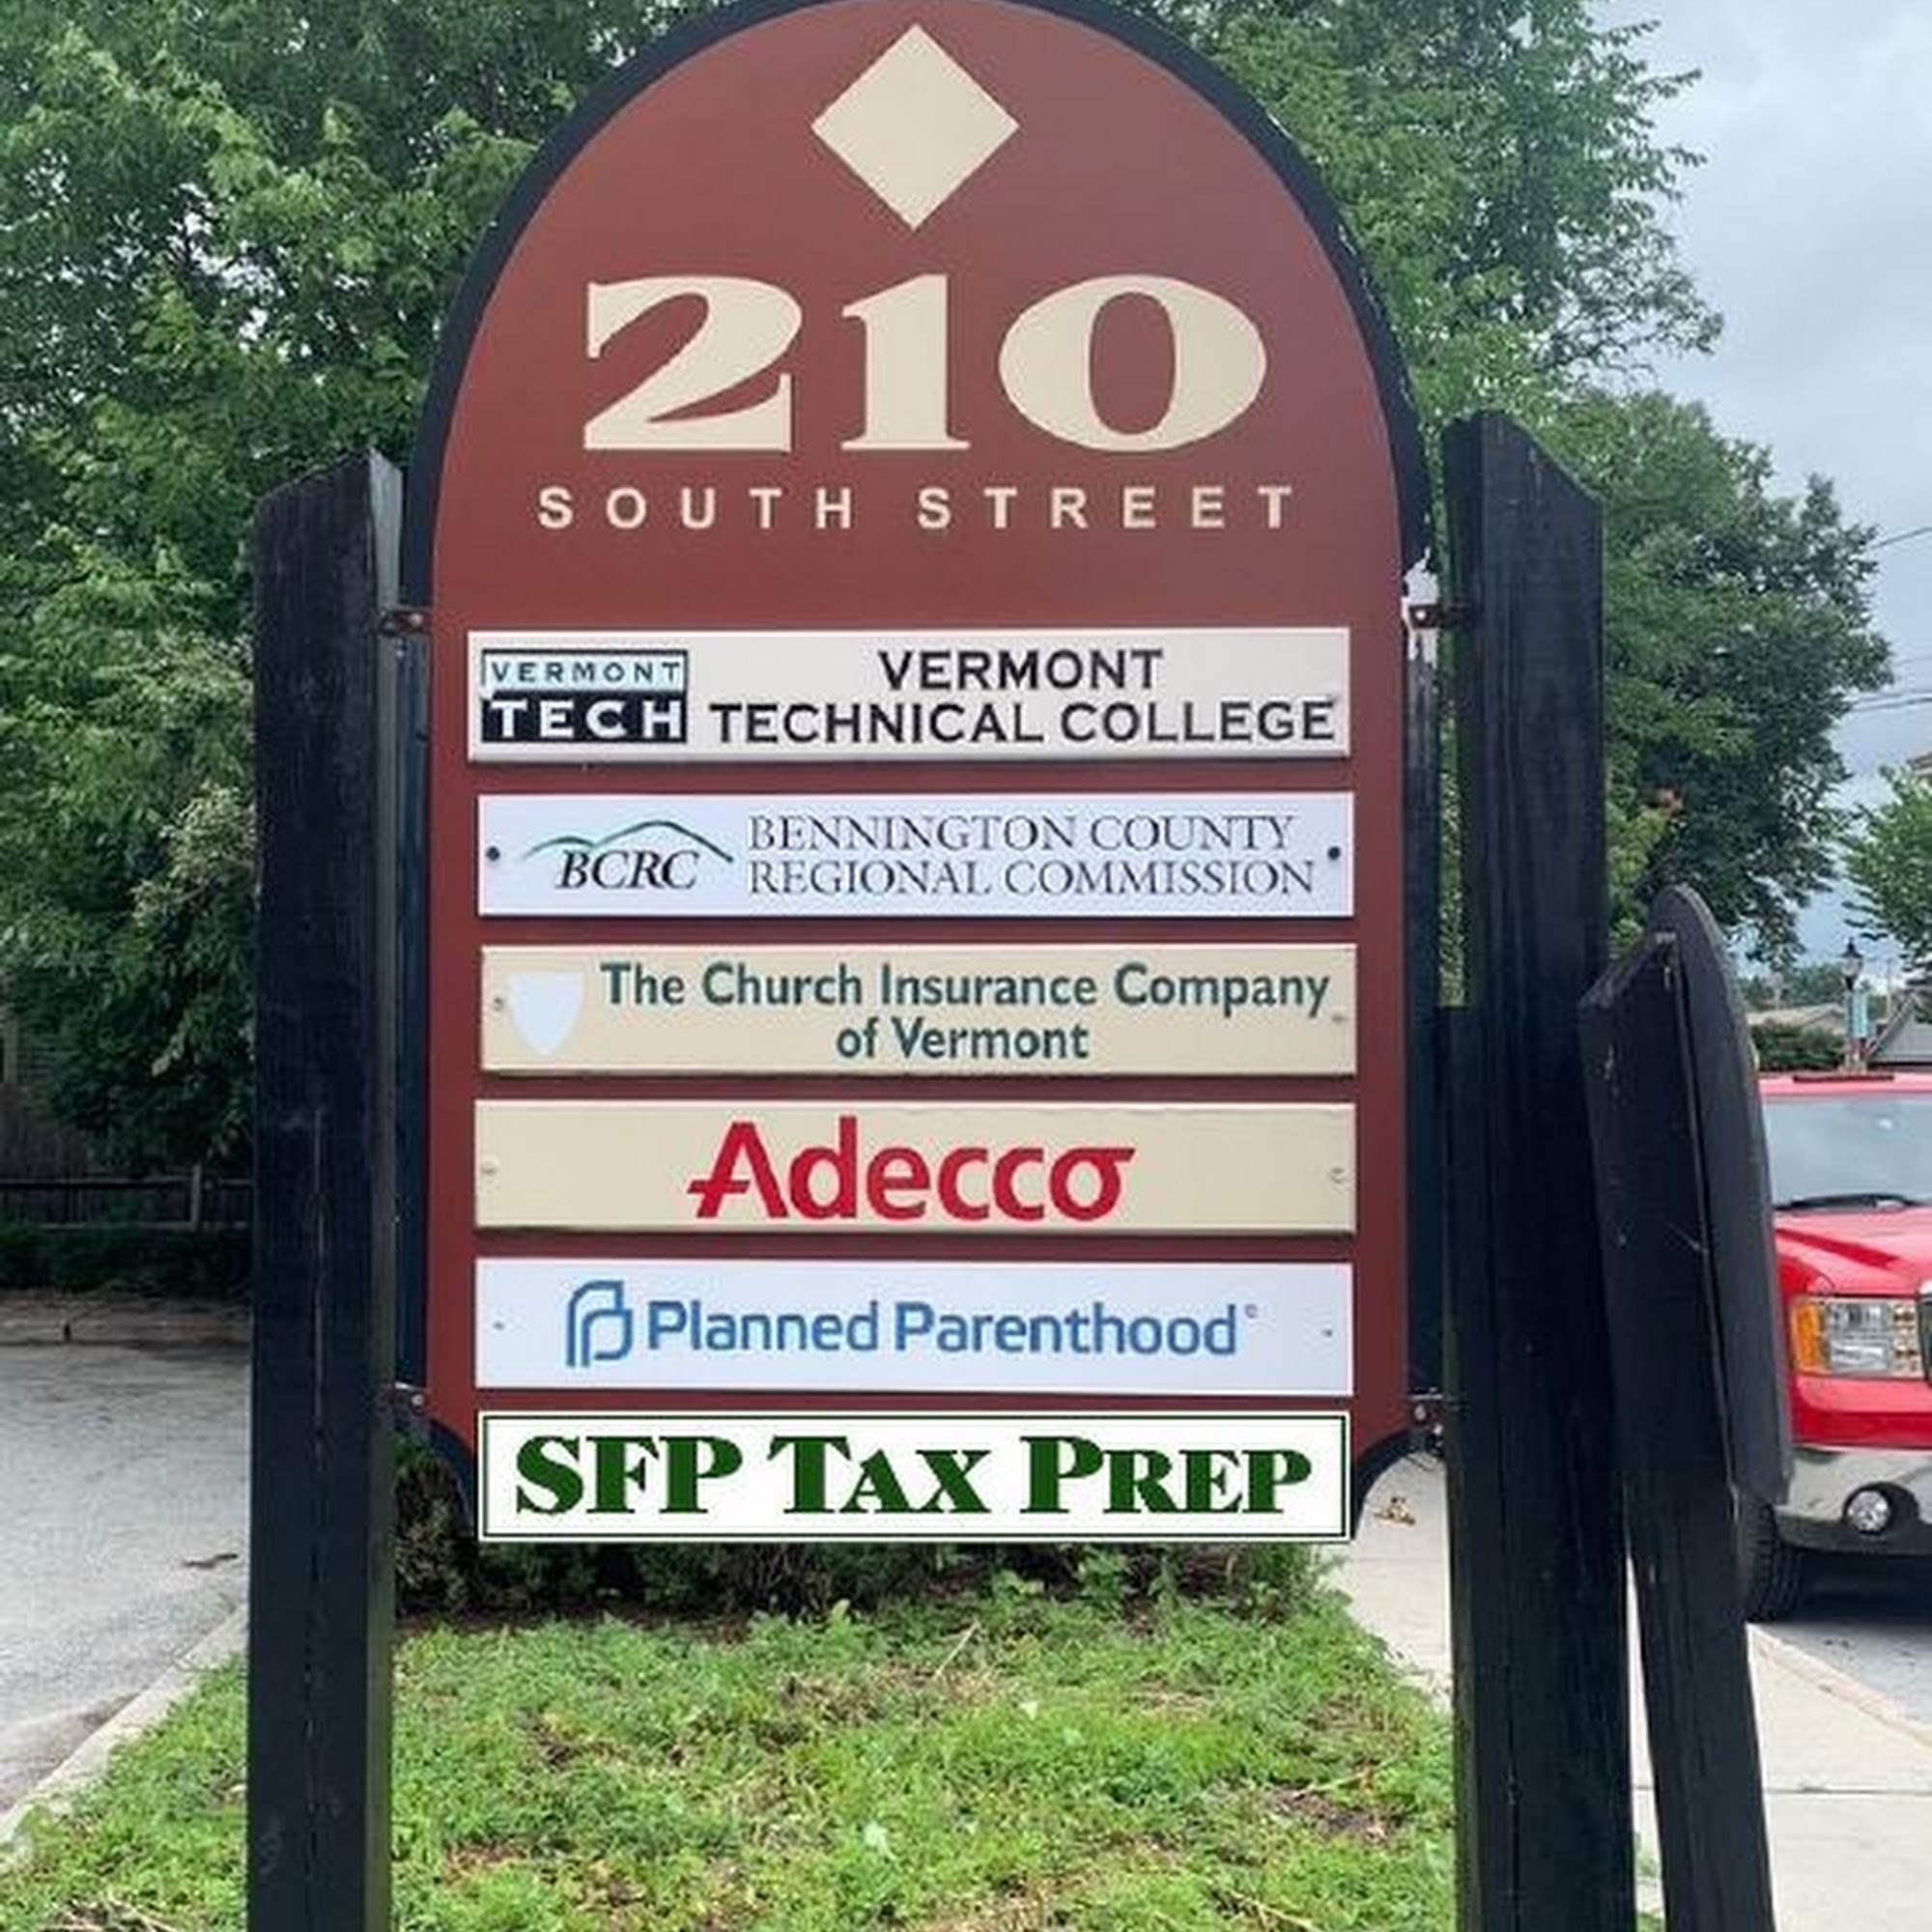 210
SOUTH STREET
VERMONT
TECH
VERMONT
TECHNICAL COLLEGE
BCRC
BENNINGTON COUNTY
REGIONAL COMMISSION
The Church Insurance Company
of Vermont
Adecco
Planned Parenthood®
SFP TAX PREP